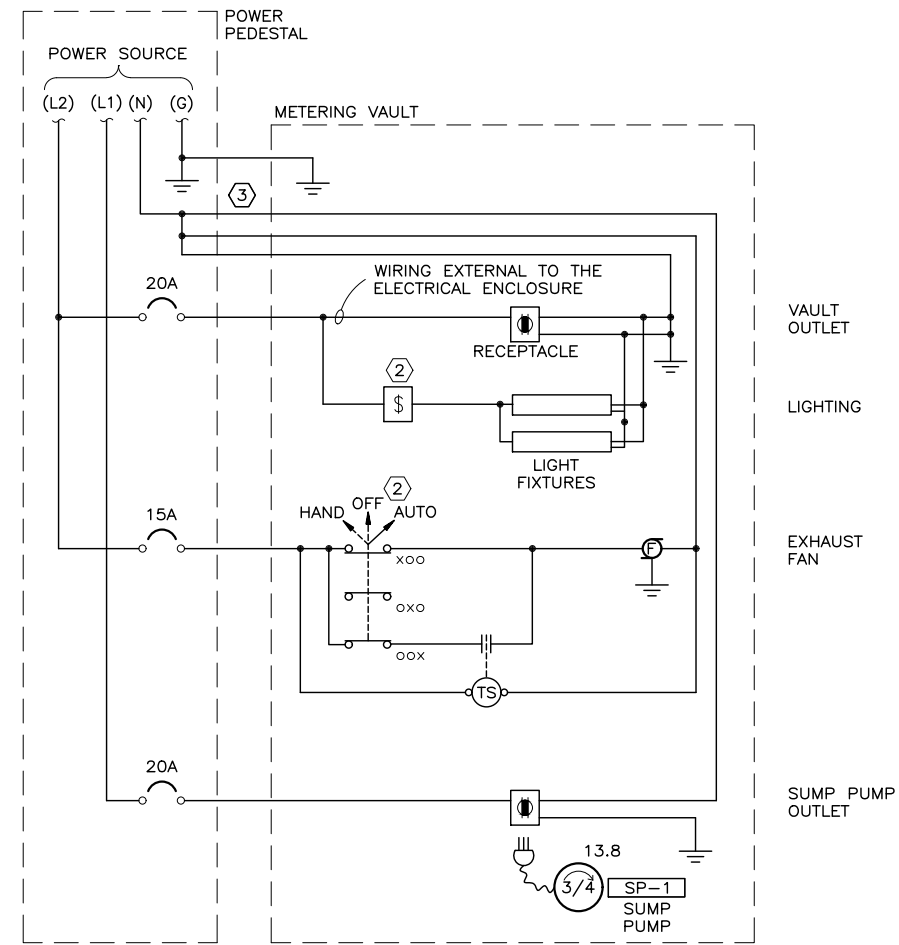 POWER
PEDESTAL
POWER SOURCE
(L2) (L1) (N) (G)
METERING VAULT
3
WIRING EXTERNAL TO THE
ELECTRICAL ENCLOSURE
20A
VAULT
OUTLET
RECEPTACLE
2
$
LIGHTING
LIGHT
FIXTURES
2
HAND OFF AUTO
15A
EXHAUST
FAN
F
XOO
OXO
OOX
TS
20A
SUMP PUMP
OUTLET
13.8
3/4
SP-1
SUMP
PUMP